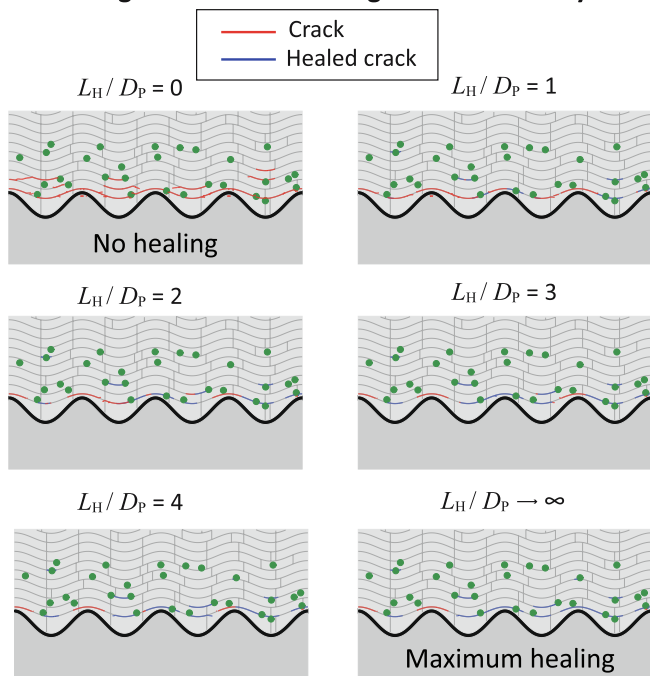 Crack
Healed crack
L_H / D_P = 0
L_H / D_P = 1
No healing
L_H / D_P = 2
L_H / D_P = 3
L_H / D_P = 4
L_H / D_P → ∞
Maximum healing